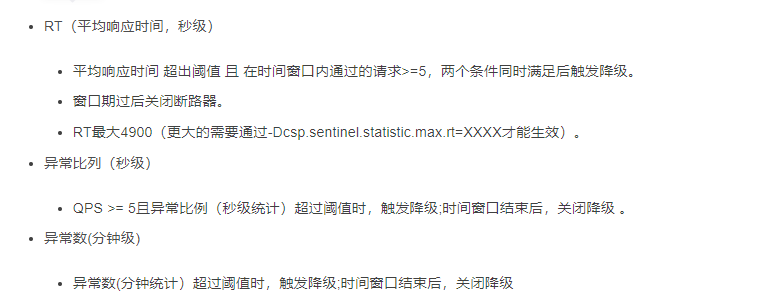 RT（平均响应时间，秒级）
平均响应时间 超出阈值 且 在时间窗口内通过的请求>=5，两个条件同时满足后触发降级。
窗口期过后关闭断路器。
RT最大4900（更大的需要通过-Dcsp.sentinel.statistic.max.rt=XXXX才能生效）。
异常比列（秒级）
QPS >= 5且异常比例（秒级统计）超过阈值时，触发降级;时间窗口结束后，关闭降级 。
异常数(分钟级)
异常数(分钟统计）超过阈值时，触发降级;时间窗口结束后，关闭降级